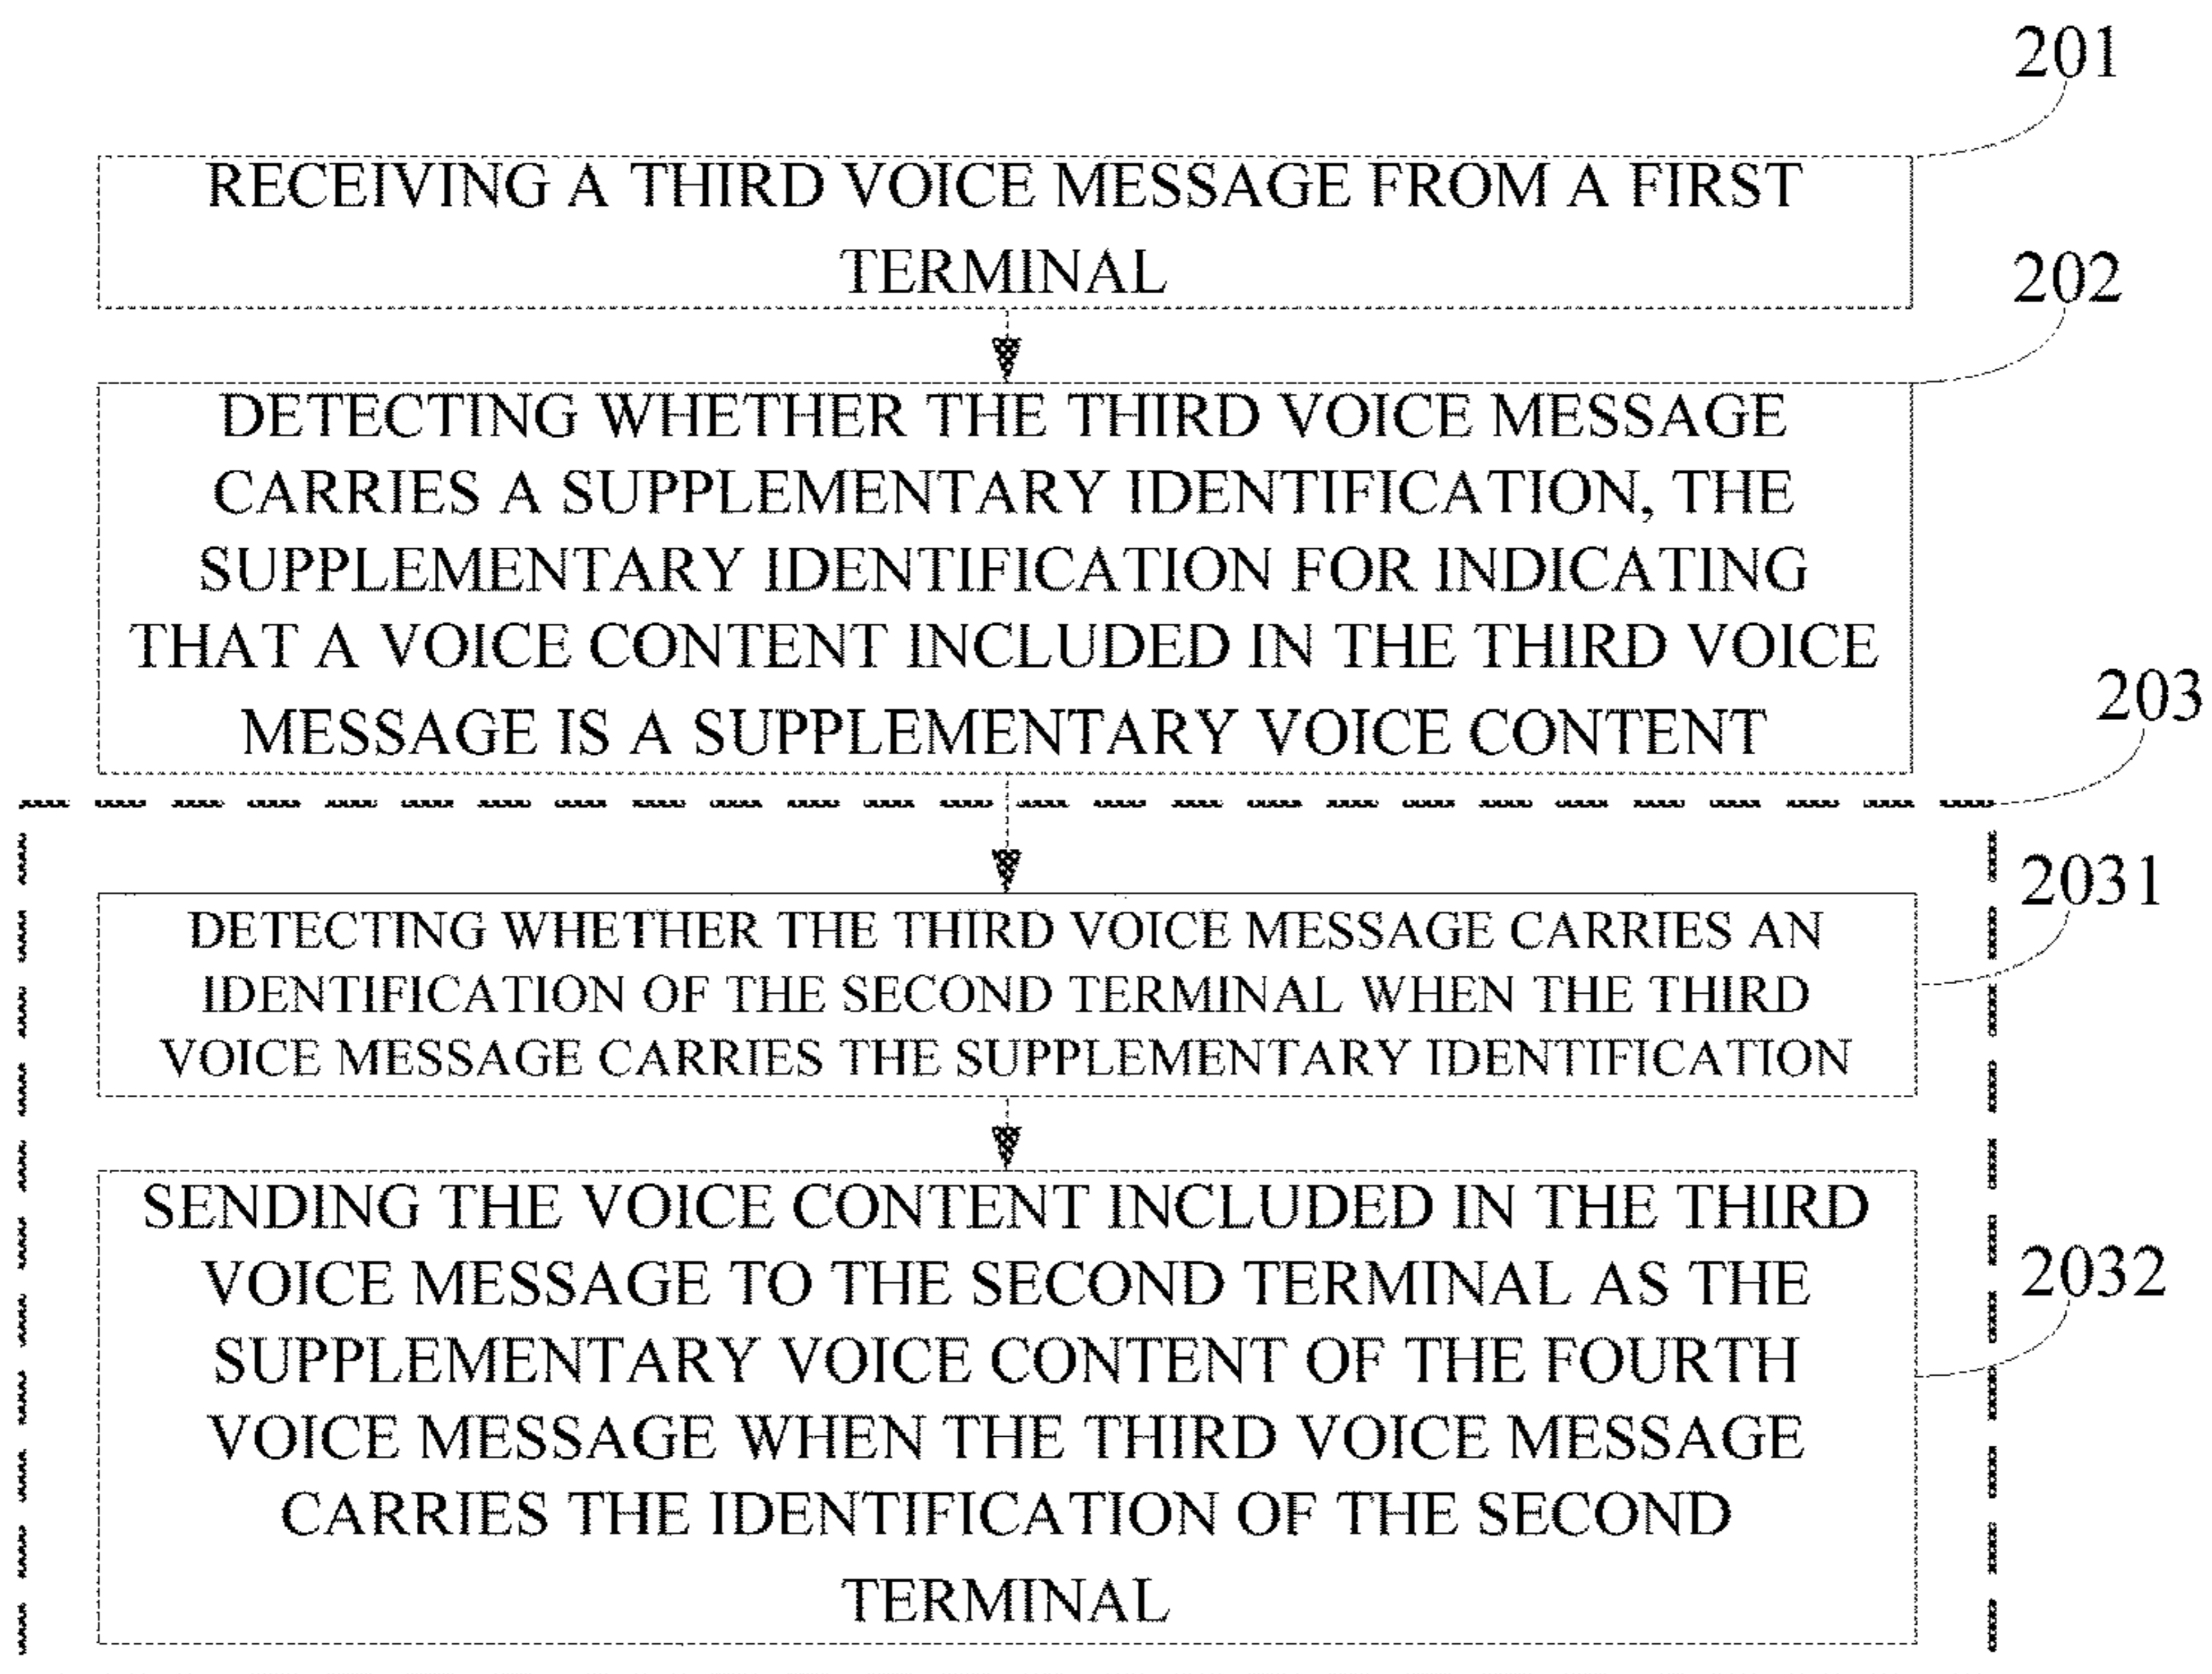 201
RECEIVING A THIRD VOICE MESSAGE FROM A FIRST
TERMINAL
202
DETECTING WHETHER THE THIRD VOICE MESSAGE
CARRIES A SUPPLEMENTARY IDENTIFICATION, THE
SUPPLEMENTARY IDENTIFICATION FOR INDICATING
THAT A VOICE CONTENT INCLUDED IN THE THIRD VOICE
MESSAGE IS A SUPPLEMENTARY VOICE CONTENT
203
2031
DETECTING WHETHER THE THIRD VOICE MESSAGE CARRIES AN
IDENTIFICATION OF THE SECOND TERMINAL WHEN THE THIRD
VOICE MESSAGE CARRIES THE SUPPLEMENTARY IDENTIFICATION
SENDING THE VOICE CONTENT INCLUDED IN THE THIRD
VOICE MESSAGE TO THE SECOND TERMINAL AS THE
2032
SUPPLEMENTARY VOICE CONTENT OF THE FOURTH
VOICE MESSAGE WHEN THE THIRD VOICE MESSAGE
CARRIES THE IDENTIFICATION OF THE SECOND
TERMINAL